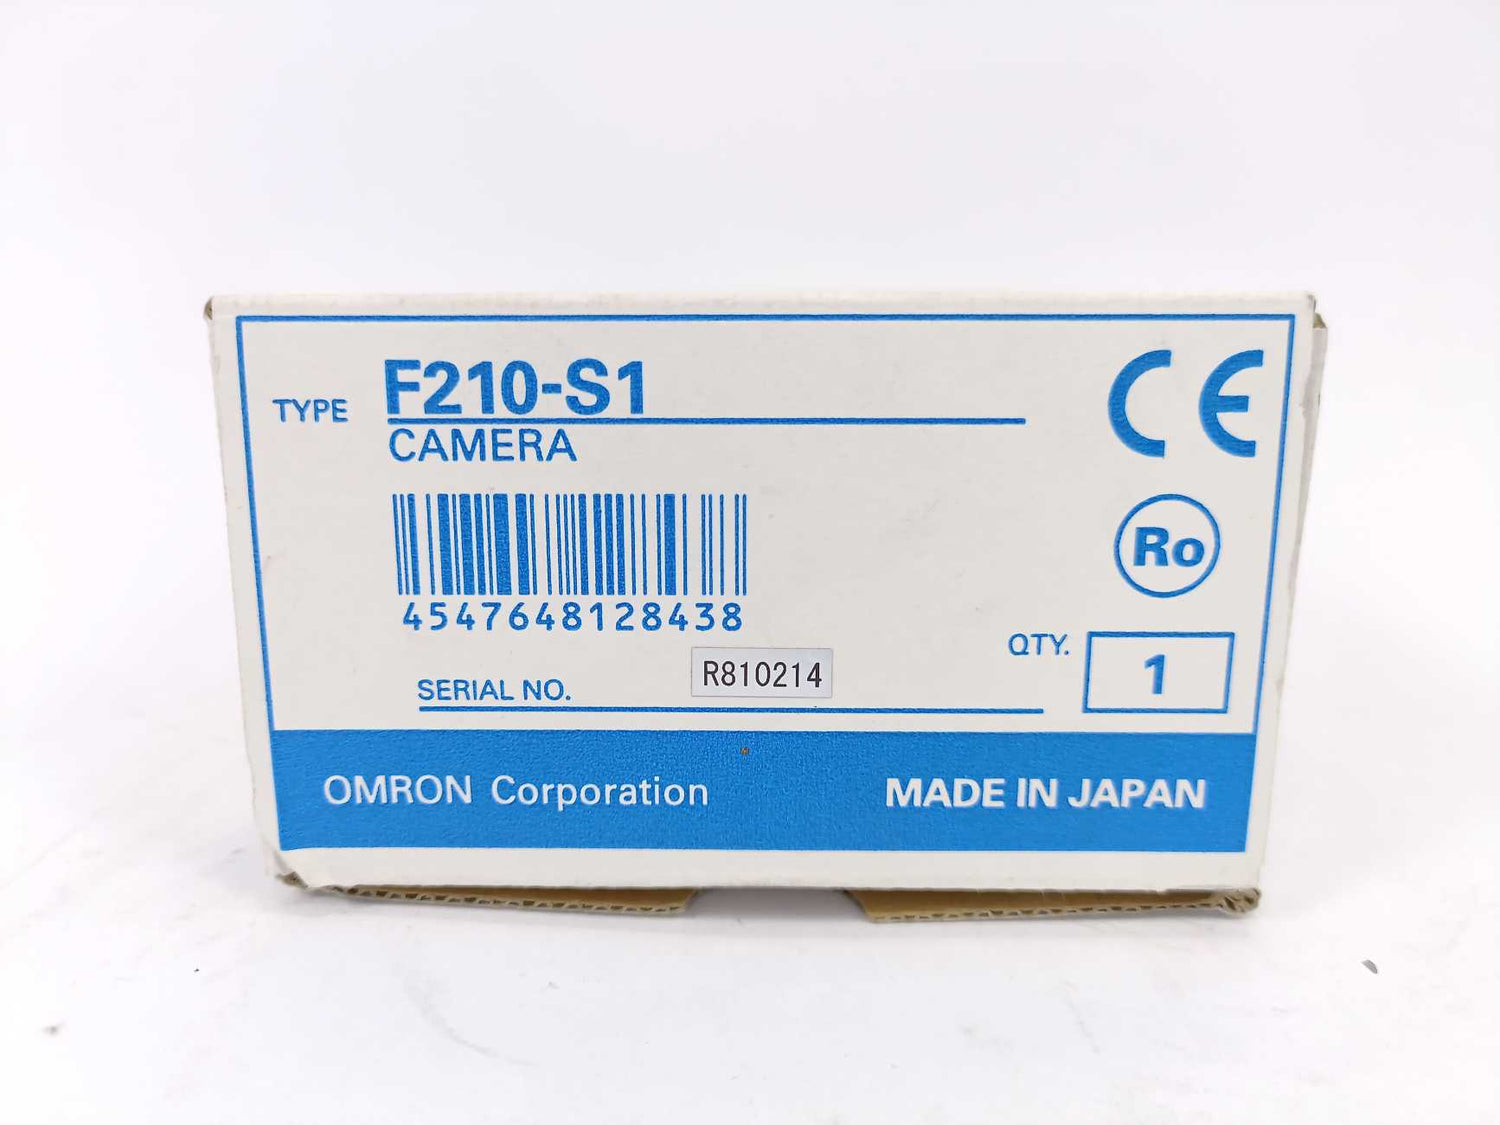 TYPE F210-S1
CAMERA
CE
Ro
4547648128438
QTY. 1
SERIAL NO. R810214
OMRON Corporation
MADE IN JAPAN